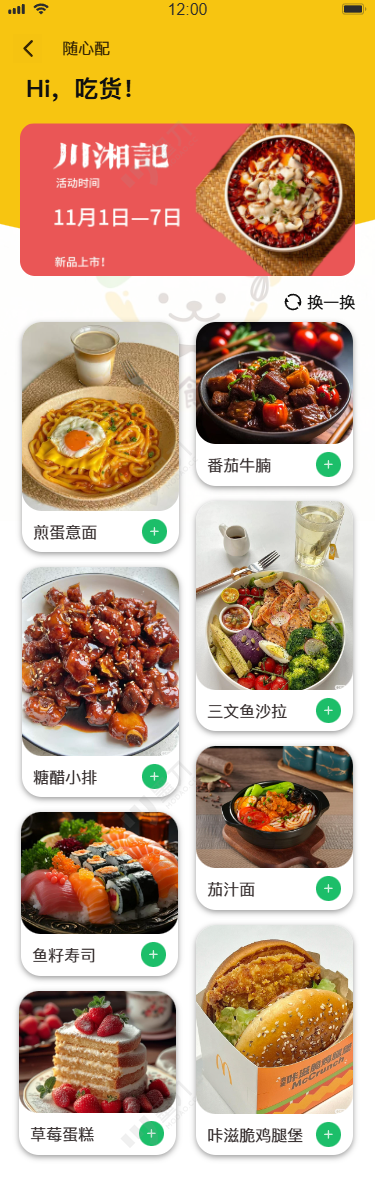 12:00
随心配
Hi，吃货！
川湘記
活动时间
11月1日—7日
新品上市！
换一换
煎蛋意面
番茄牛腩
糖醋小排
三文鱼沙拉
鱼籽寿司
茄汁面
草莓蛋糕
咔滋脆鸡腿堡
McCrunch